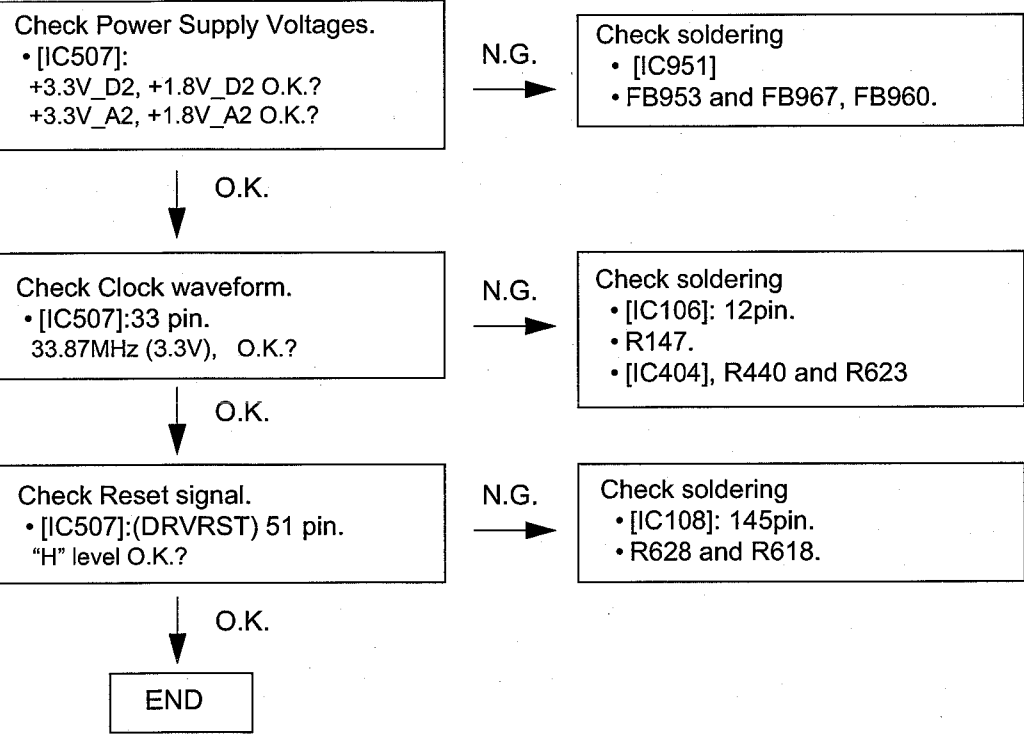 Check Power Supply Voltages.
• [IC507]:
+3.3V_D2, +1.8V_D2 O.K.?
+3.3V_A2, +1.8V_A2 O.K.?
N.G.
Check soldering
• [IC951]
• FB953 and FB967, FB960.
O.K.
Check Clock waveform.
• [IC507]:33 pin.
33.87MHz (3.3V), O.K.?
N.G.
Check soldering
• [IC106]: 12pin.
• R147.
• [IC404], R440 and R623
O.K.
Check Reset signal.
• [IC507]:(DRVRST) 51 pin.
“H” level O.K.?
N.G.
Check soldering
• [IC108]: 145pin.
• R628 and R618.
O.K.
END